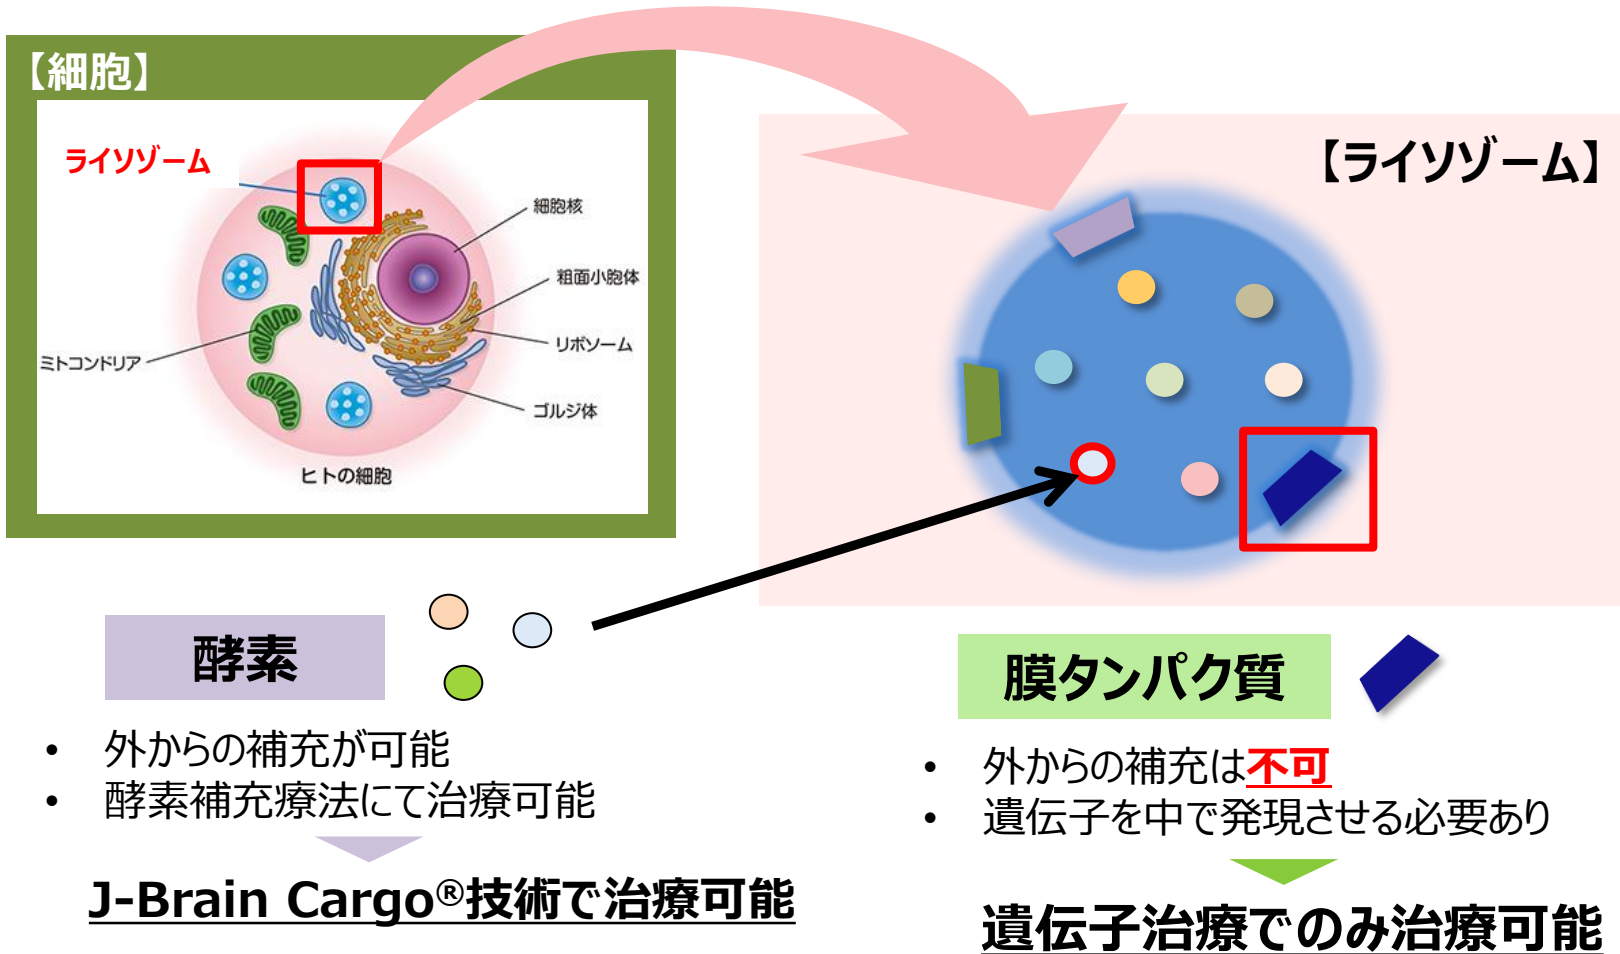 【細胞】
ライソゾーム
細胞核
粗面小胞体
リボソーム
ミトコンドリア
ゴルジ体
ヒトの細胞
【ライソゾーム】
酵素
• 外からの補充が可能
• 酵素補充療法にて治療可能
J-Brain Cargo®技術で治療可能
膜タンパク質
• 外からの補充は不可
• 遺伝子を中で発現させる必要あり
遺伝子治療でのみ治療可能